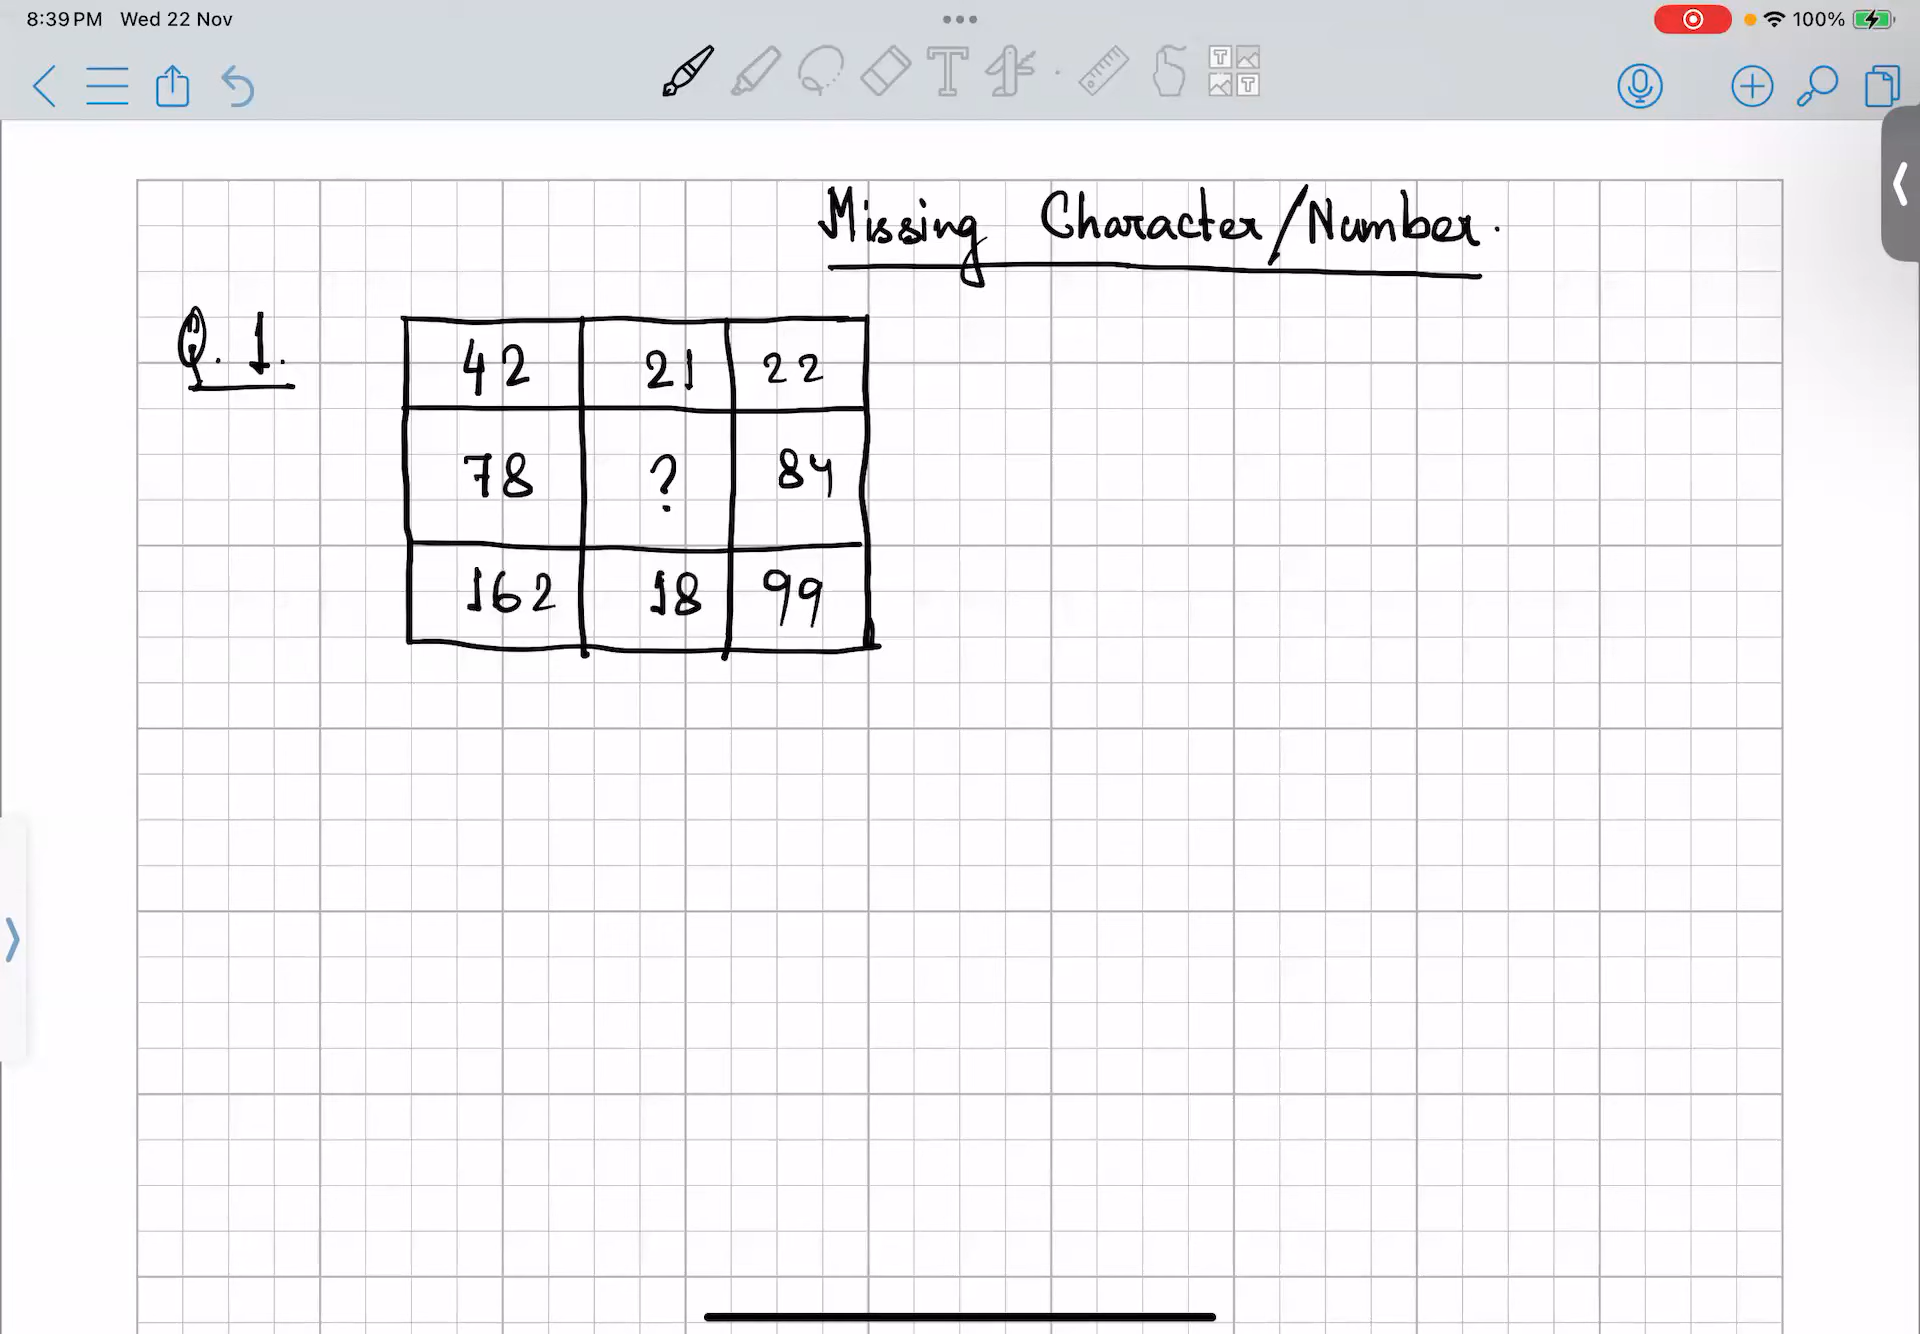 8:39 PM Wed 22 Nov
100%
Missing Character/Number.
Q. 1.
42 21 22
78 ? 84
162 18 99